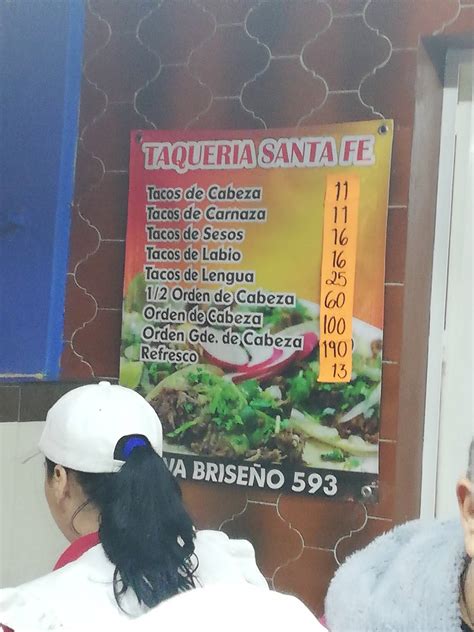 TAQUERIA SANTA FE
Tacos de Cabeza 11
Tacos de Carnaza 11
Tacos de Sesos 16
Tacos de Labio 16
Tacos de Lengua 25
1/2 Orden de Cabeza 60
Orden de Cabeza 100
Orden Gde. de Cabeza 190
Refresco 13
BRISEÑO 593